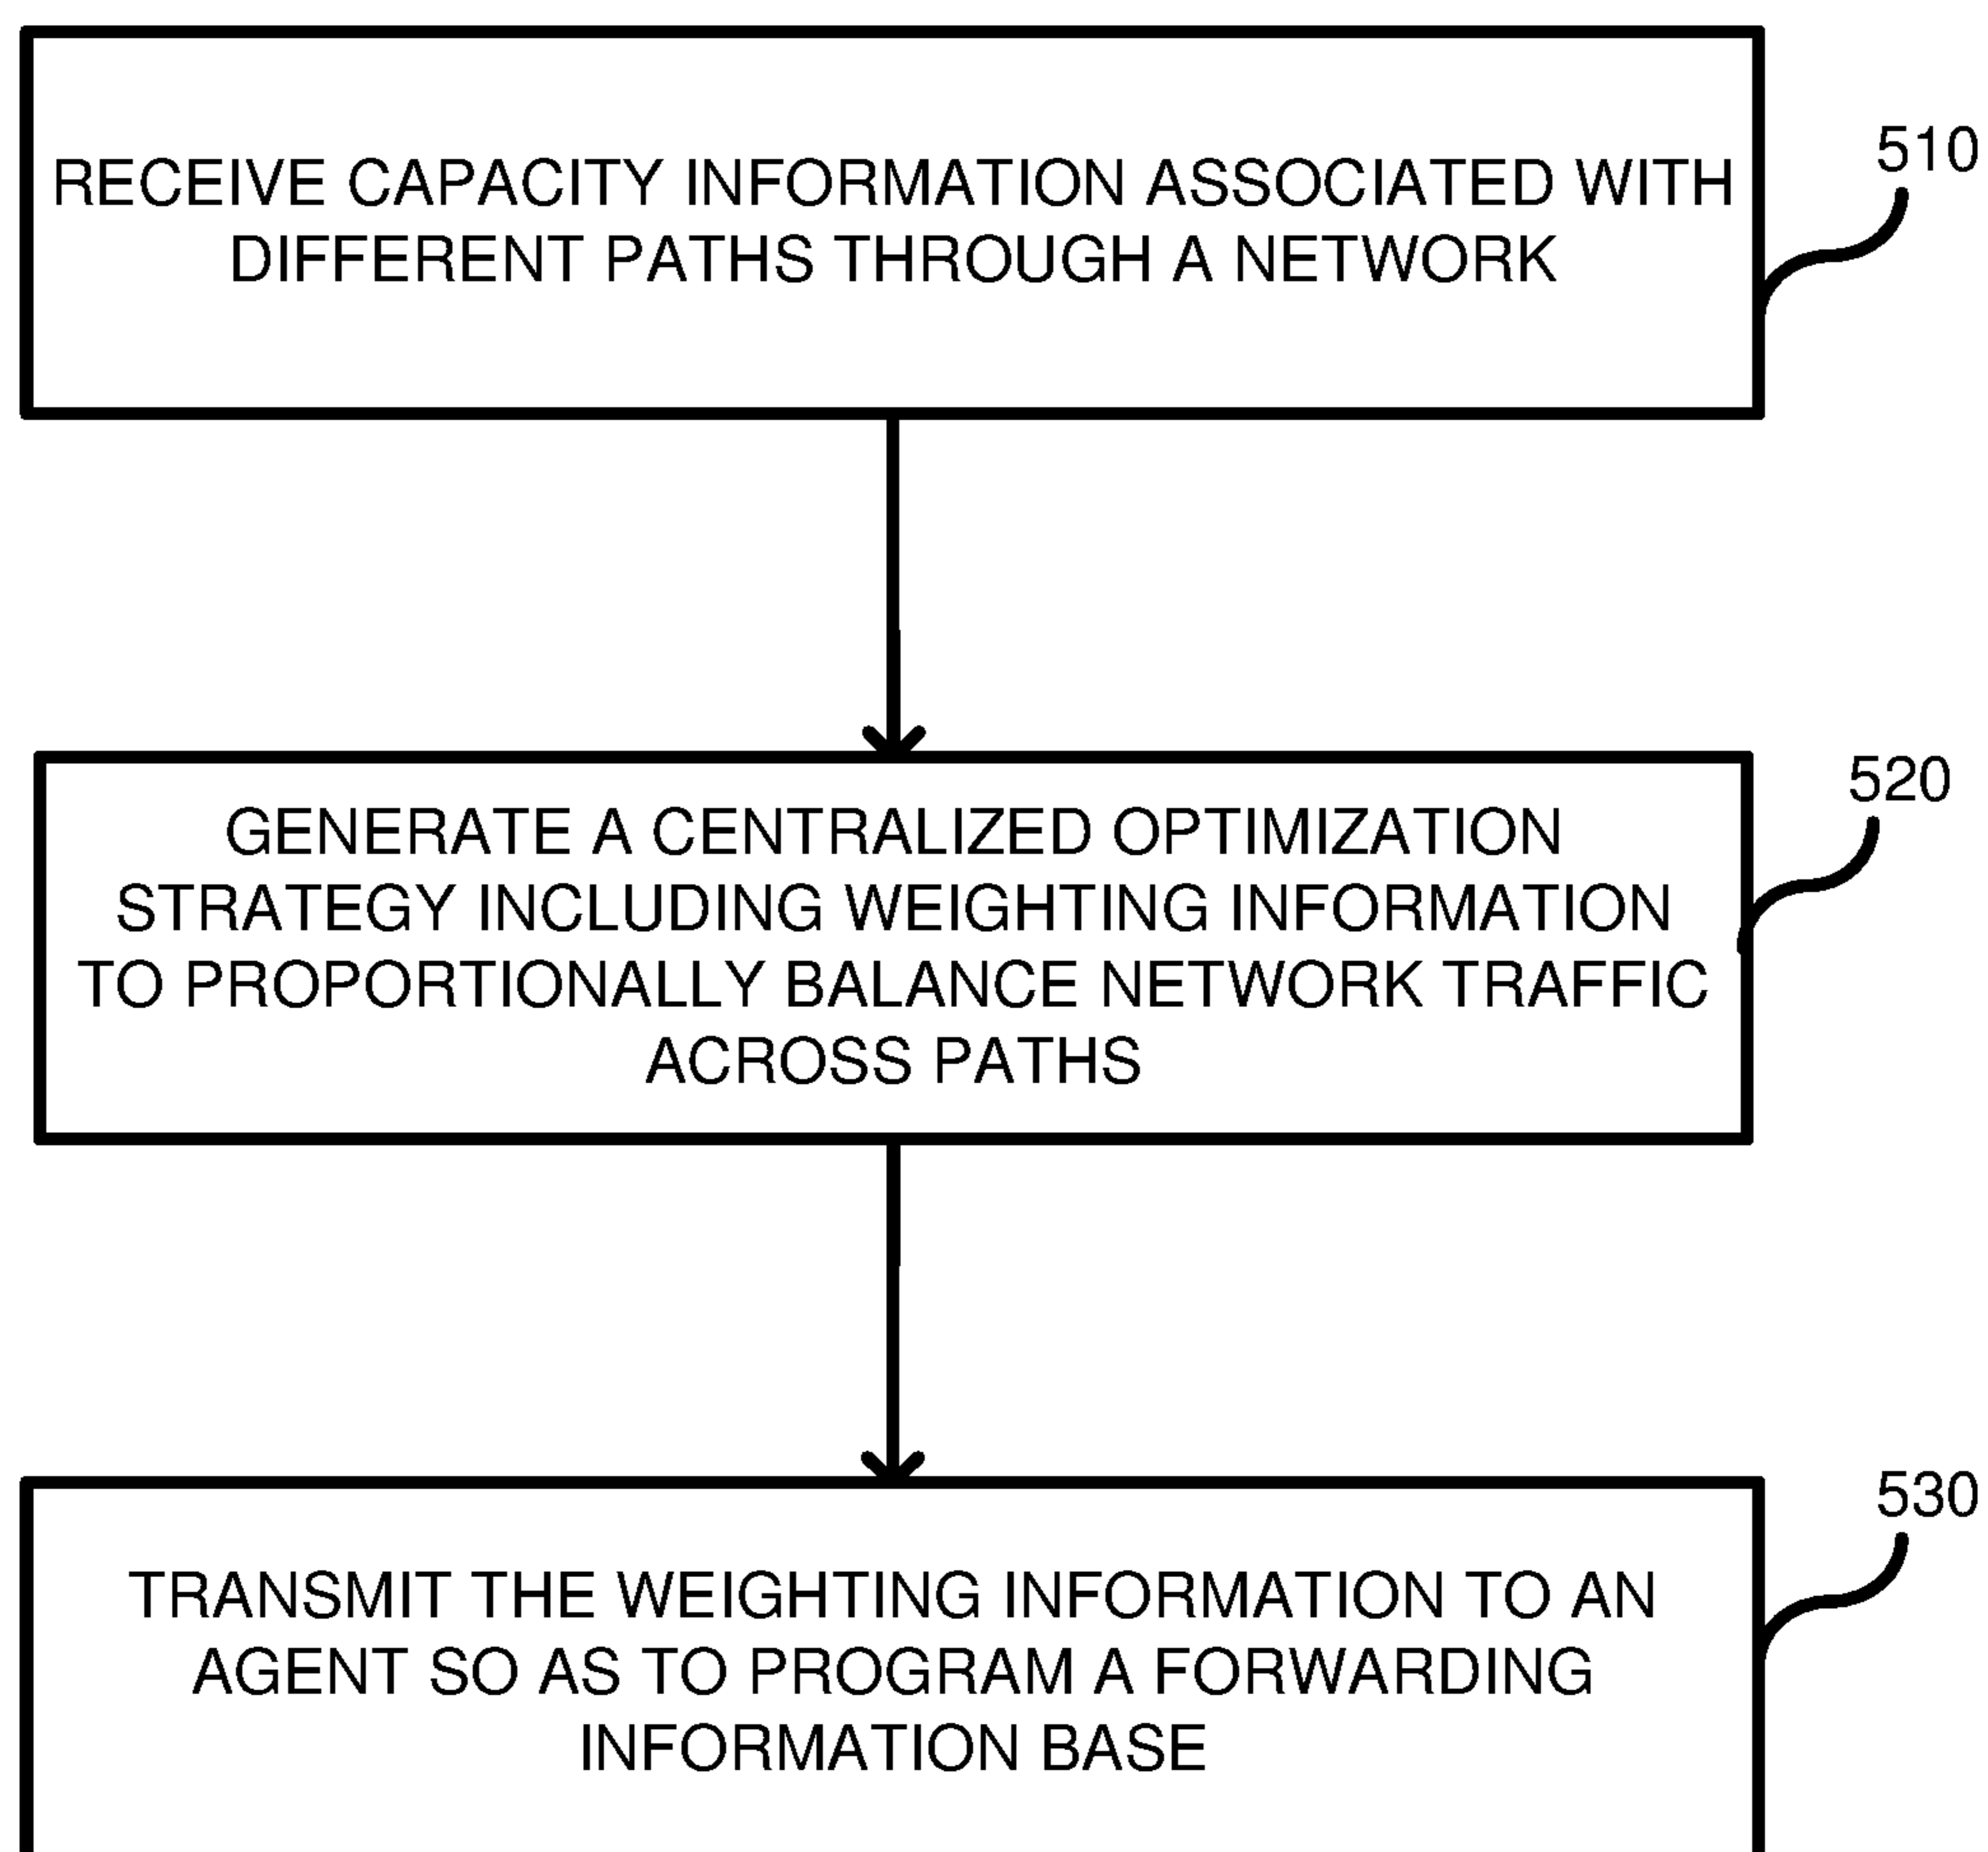 RECEIVE CAPACITY INFORMATION ASSOCIATED WITH
DIFFERENT PATHS THROUGH A NETWORK
510
GENERATE A CENTRALIZED OPTIMIZATION
STRATEGY INCLUDING WEIGHTING INFORMATION
TO PROPORTIONALLY BALANCE NETWORK TRAFFIC
ACROSS PATHS
520
TRANSMIT THE WEIGHTING INFORMATION TO AN
AGENT SO AS TO PROGRAM A FORWARDING
INFORMATION BASE
530